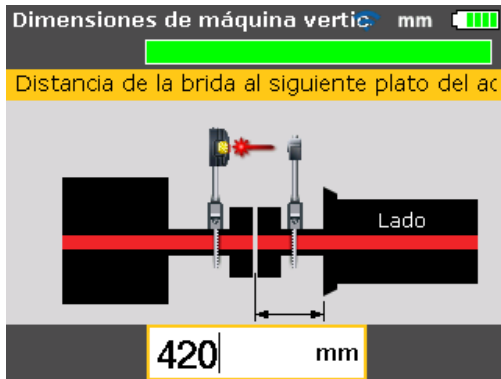 Dimensiones de máquina vertic mm
Distancia de la brida al siguiente plato del ac
Lado
420 mm